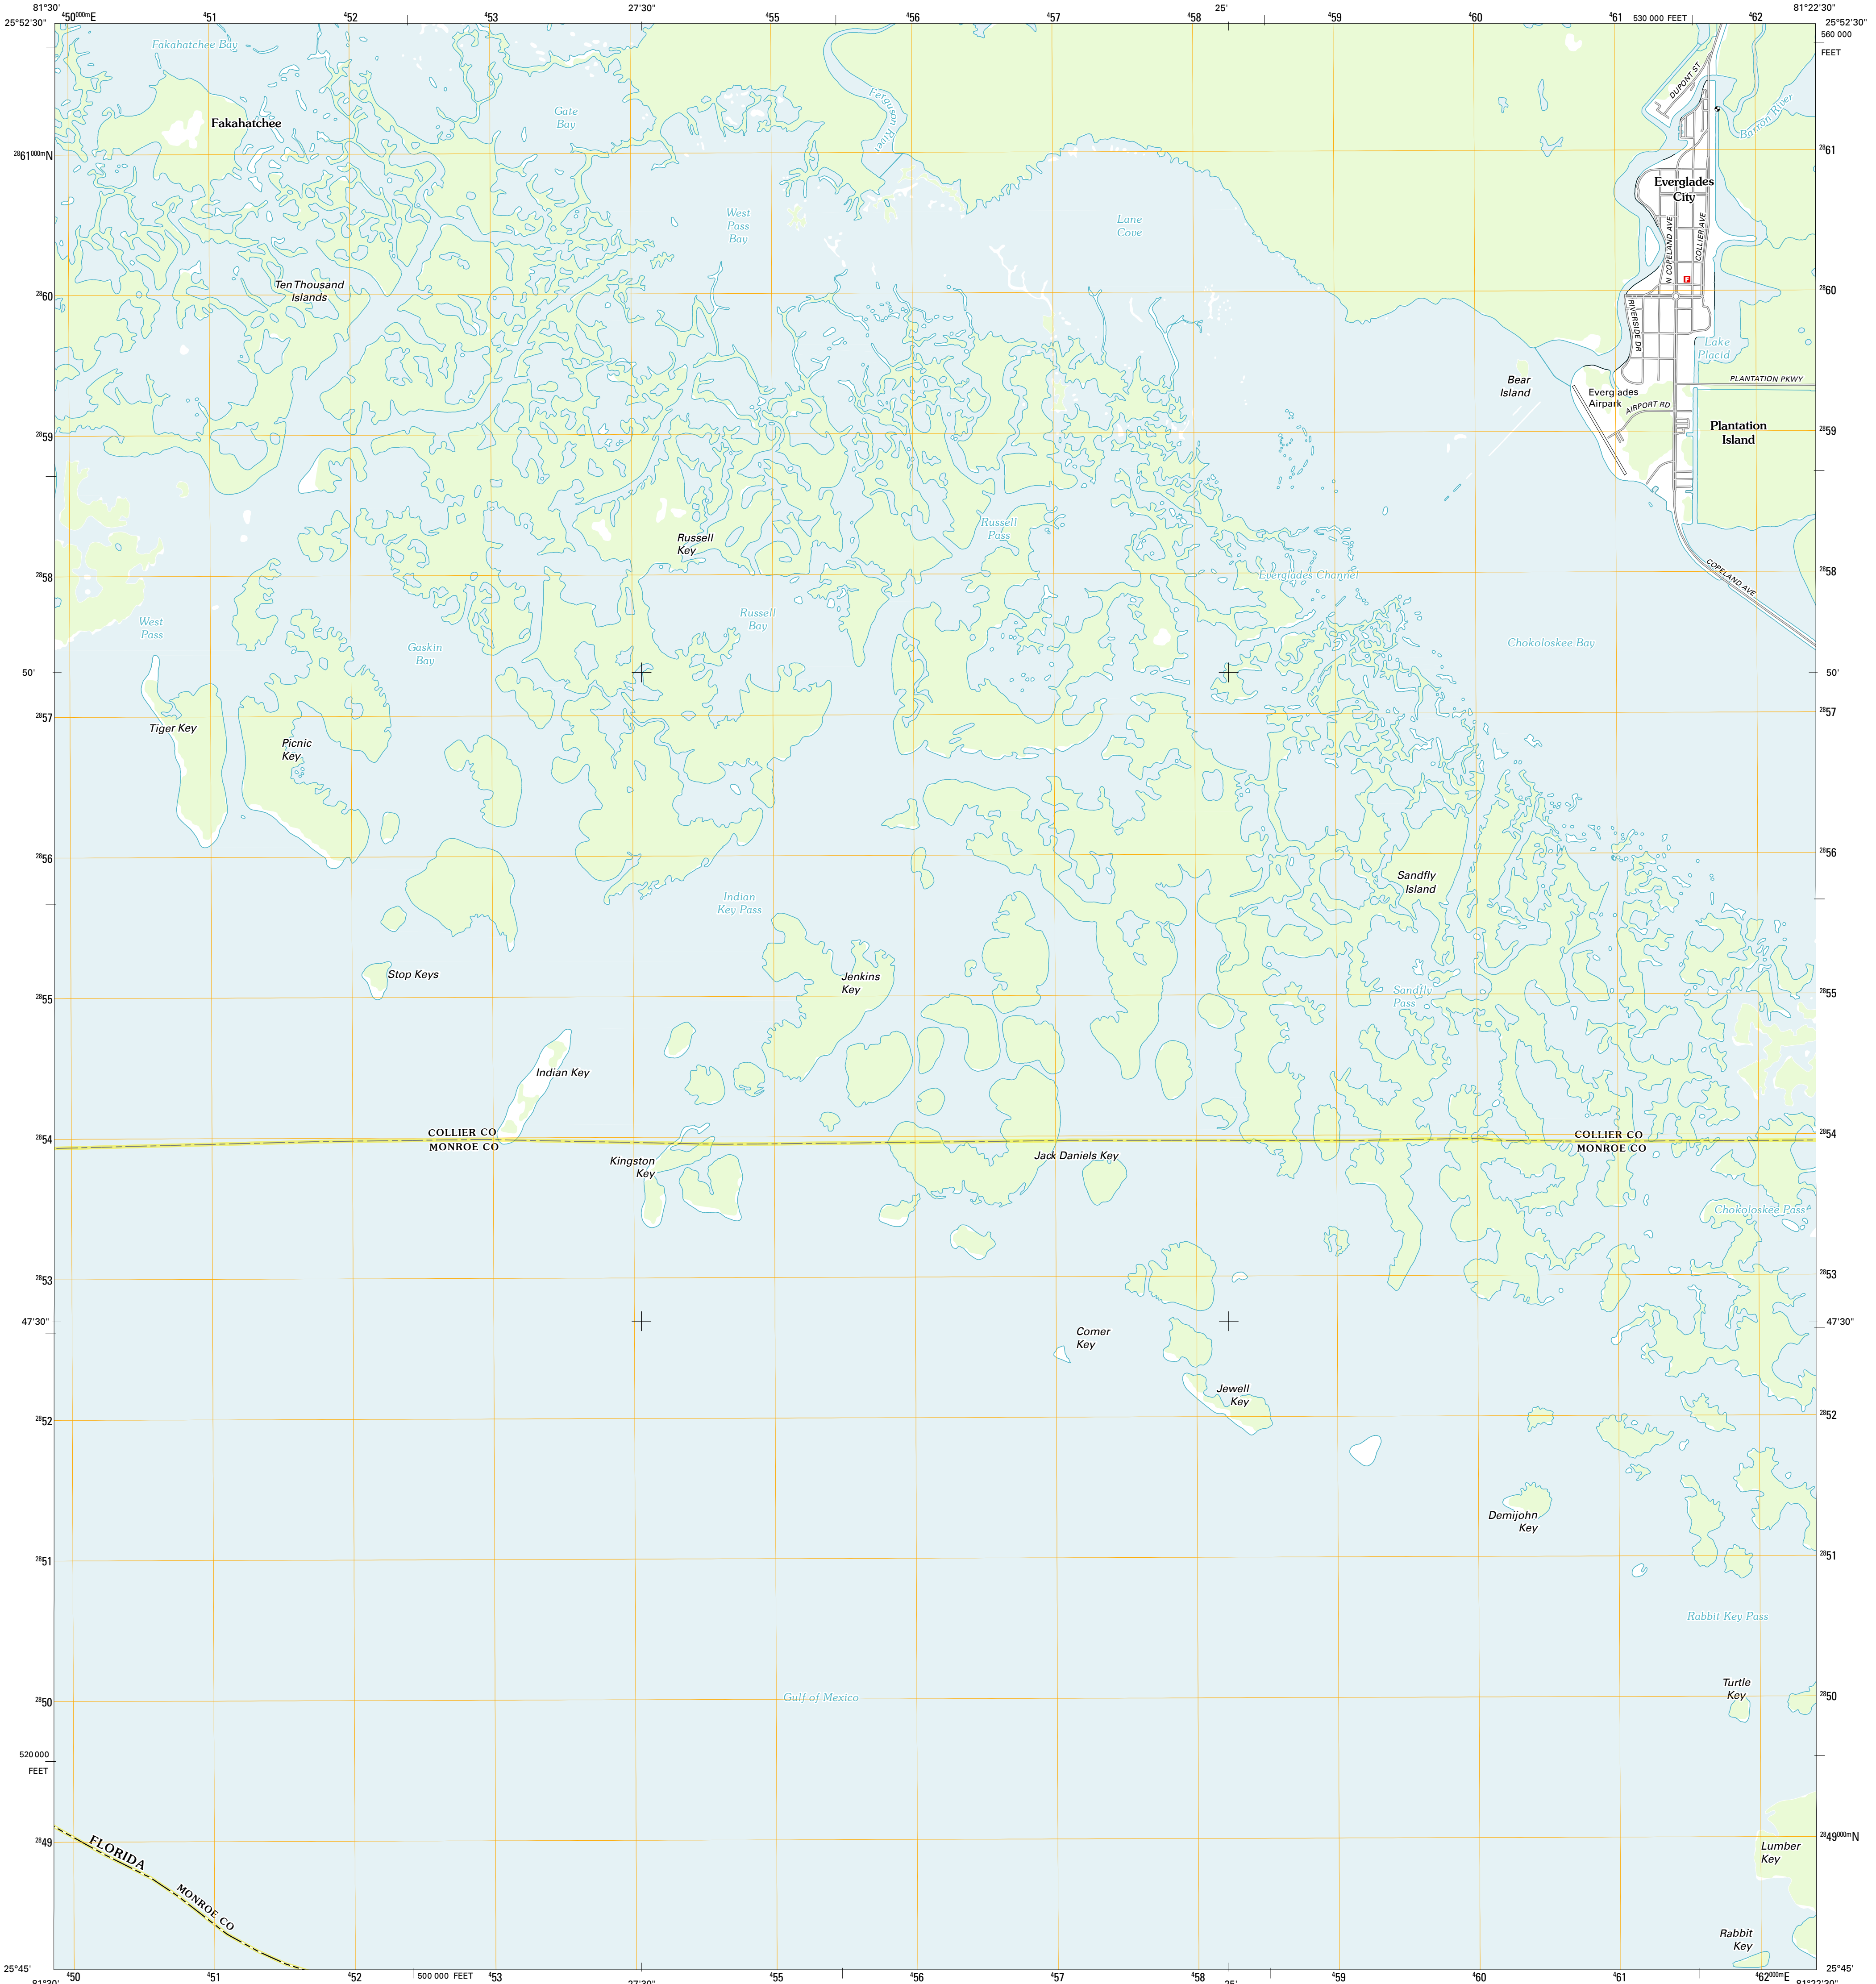 81°30' 450000mE 451 452 453 27'30" 455 456 457 25' 458 459 460 461 530 000 FEET 462 81°22'30"
25°52'30" 25°52'30"
560 000
FEET
Fakahatchee Bay
DUPONT ST
Gate
Bay
Ferguson River
Barron River
Fakahatchee
2861000mN 2861
Everglades
City
West
Pass
Bay
Lane
Cove
N COPELAND AVE
COLLIER AVE
F
Ten Thousand
Islands
2860 2860
RIVERSIDE DR
Lake
Placid
Bear
Island
PLANTATION PKWY
Everglades
Airpark
AIRPORT RD
Plantation
Island
2859 2859
Russell
Pass
Russell
Key
2858 2858
Everglades Channel
COPELAND AVE
West
Pass
Russell
Bay
Gaskin
Bay
Chokoloskee Bay
50' 50'
2857 2857
Tiger Key
Picnic
Key
2856 2856
Sandfly
Island
Indian
Key Pass
Stop Keys
Jenkins
Key
Sandfly
Pass
2855 2855
Indian Key
2854 2854
COLLIER CO
MONROE CO
COLLIER CO
MONROE CO
Kingston
Key
Jack Daniels Key
Chokoloskee Pass
2853 2853
47'30" 47'30"
Comer
Key
Jewell
Key
2852 2852
Demijohn
Key
2851 2851
Rabbit Key Pass
Turtle
Key
Gulf of Mexico
2850 2850
520 000
FEET
2849 2849000mN
FLORIDA
MONROE CO
Lumber
Key
Rabbit
Key
25°45' 25°45'
81°30' 450 451 452 500 000 FEET 453 27'30" 455 456 457 458 25' 459 460 461 462000mE 81°22'30"